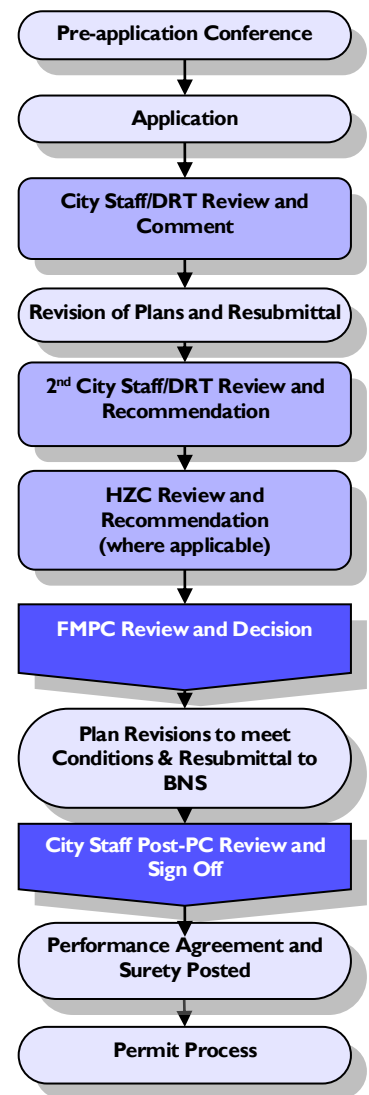 Pre-application Conference
Application
City Staff/DRT Review and
Comment
Revision of Plans and Resubmittal
2nd City Staff/DRT Review and
Recommendation
HZC Review and
Recommendation
(where applicable)
FMPC Review and Decision
Plan Revisions to meet
Conditions & Resubmittal to
BNS
City Staff Post-PC Review and
Sign Off
Performance Agreement and
Surety Posted
Permit Process